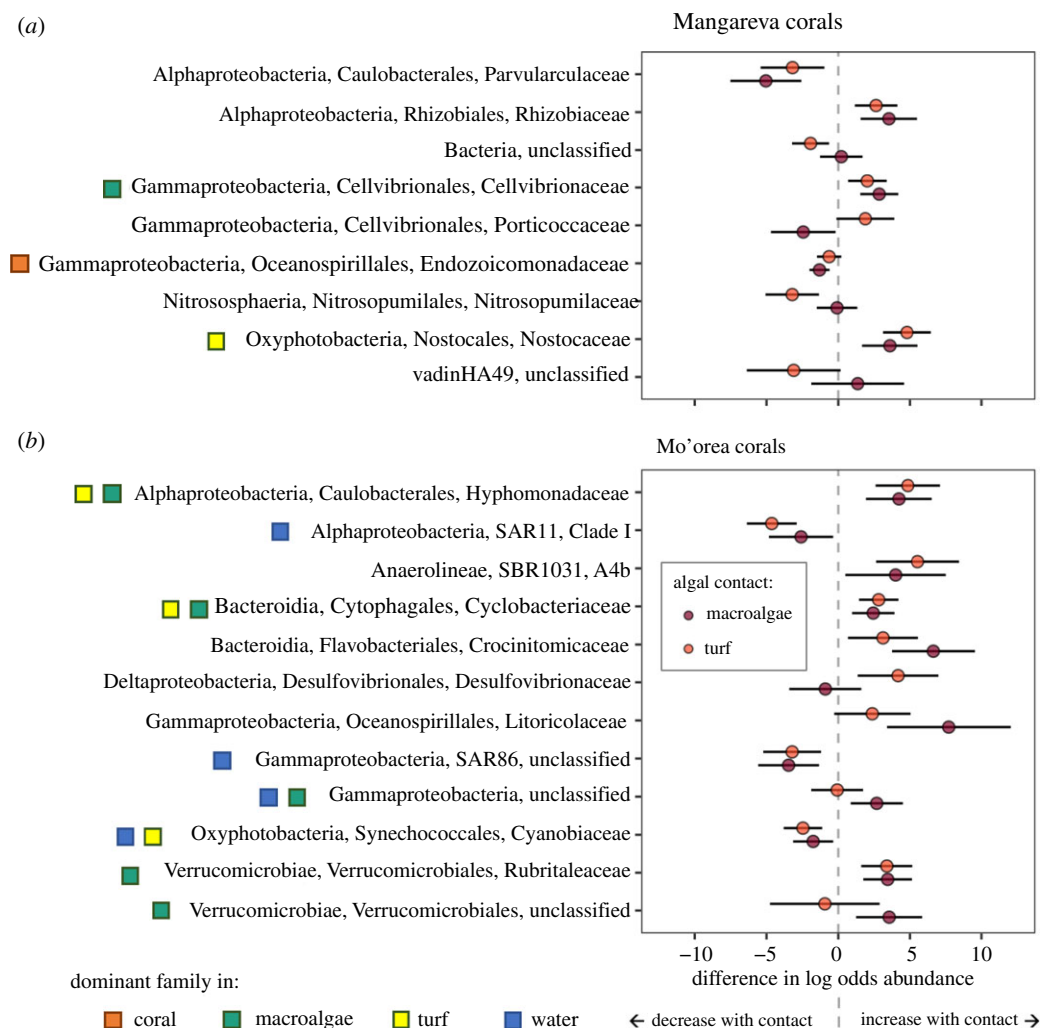 (a)
Mangareva corals
Alphaproteobacteria, Caulobacterales, Parvularculaceae
Alphaproteobacteria, Rhizobiales, Rhizobiaceae
Bacteria, unclassified
Gammaproteobacteria, Cellvibrionales, Cellvibrionaceae
Gammaproteobacteria, Cellvibrionales, Porticoccaceae
Gammaproteobacteria, Oceanospirillales, Endozoicomonadaceae
Nitrososphaeria, Nitrosopumilales, Nitrosopumilaceae
Oxyphotobacteria, Nostocales, Nostocaceae
vadinHA49, unclassified
(b)
Mo'orea corals
Alphaproteobacteria, Caulobacterales, Hyphomonadaceae
Alphaproteobacteria, SAR11, Clade I
Anaerolineae, SBR1031, A4b
Bacteroidia, Cytophagales, Cyclobacteriaceae
Bacteroidia, Flavobacteriales, Crocinitomicaceae
Deltaproteobacteria, Desulfovibrionales, Desulfovibrionaceae
Gammaproteobacteria, Oceanospirillales, Litoricolaceae
Gammaproteobacteria, SAR86, unclassified
Gammaproteobacteria, unclassified
Oxyphotobacteria, Synechococcales, Cyanobiaceae
Verrucomicrobiae, Verrucomicrobiales, Rubritaleaceae
Verrucomicrobiae, Verrucomicrobiales, unclassified
algal contact:
macroalgae
turf
−10 −5 0 5 10
difference in log odds abundance
dominant family in:
coral macroalgae turf water
← decrease with contact increase with contact →